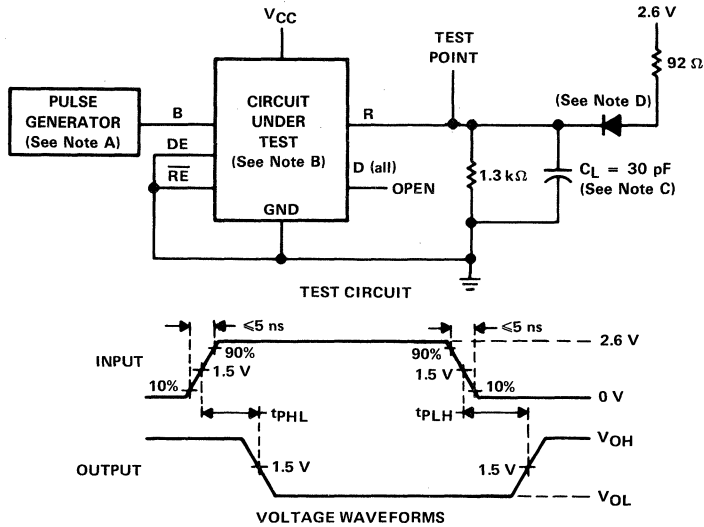 VCC
2.6 V
TEST
POINT
92 Ω
PULSE
GENERATOR
(See Note A)
B
CIRCUIT
UNDER
TEST
(See Note B)
R
(See Note D)
DE
RE
D (all)
OPEN
1.3 kΩ
CL = 30 pF
(See Note C)
GND
TEST CIRCUIT
≤5 ns
≤5 ns
INPUT
90%
1.5 V
10%
90%
1.5 V
10%
2.6 V
0 V
tPHL
tPLH
OUTPUT
1.5 V
1.5 V
VOH
VOL
VOLTAGE WAVEFORMS